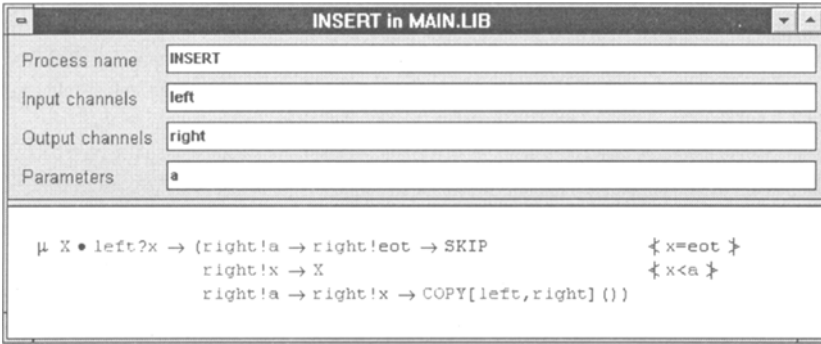 INSERT in MAIN.LIB
Process name INSERT
Input channels left
Output channels right
Parameters a
μ X • left?x → (right!a → right!eot → SKIP ≮ x=eot ≯
right!x → X ≮ x<a ≯
right!a → right!x → COPY[left,right]())